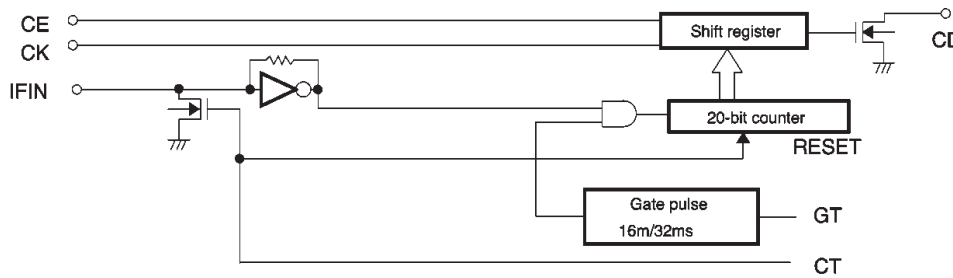 CE
CK
Shift register
CD
IFIN
20-bit counter
RESET
Gate pulse
16m/32ms
GT
CT